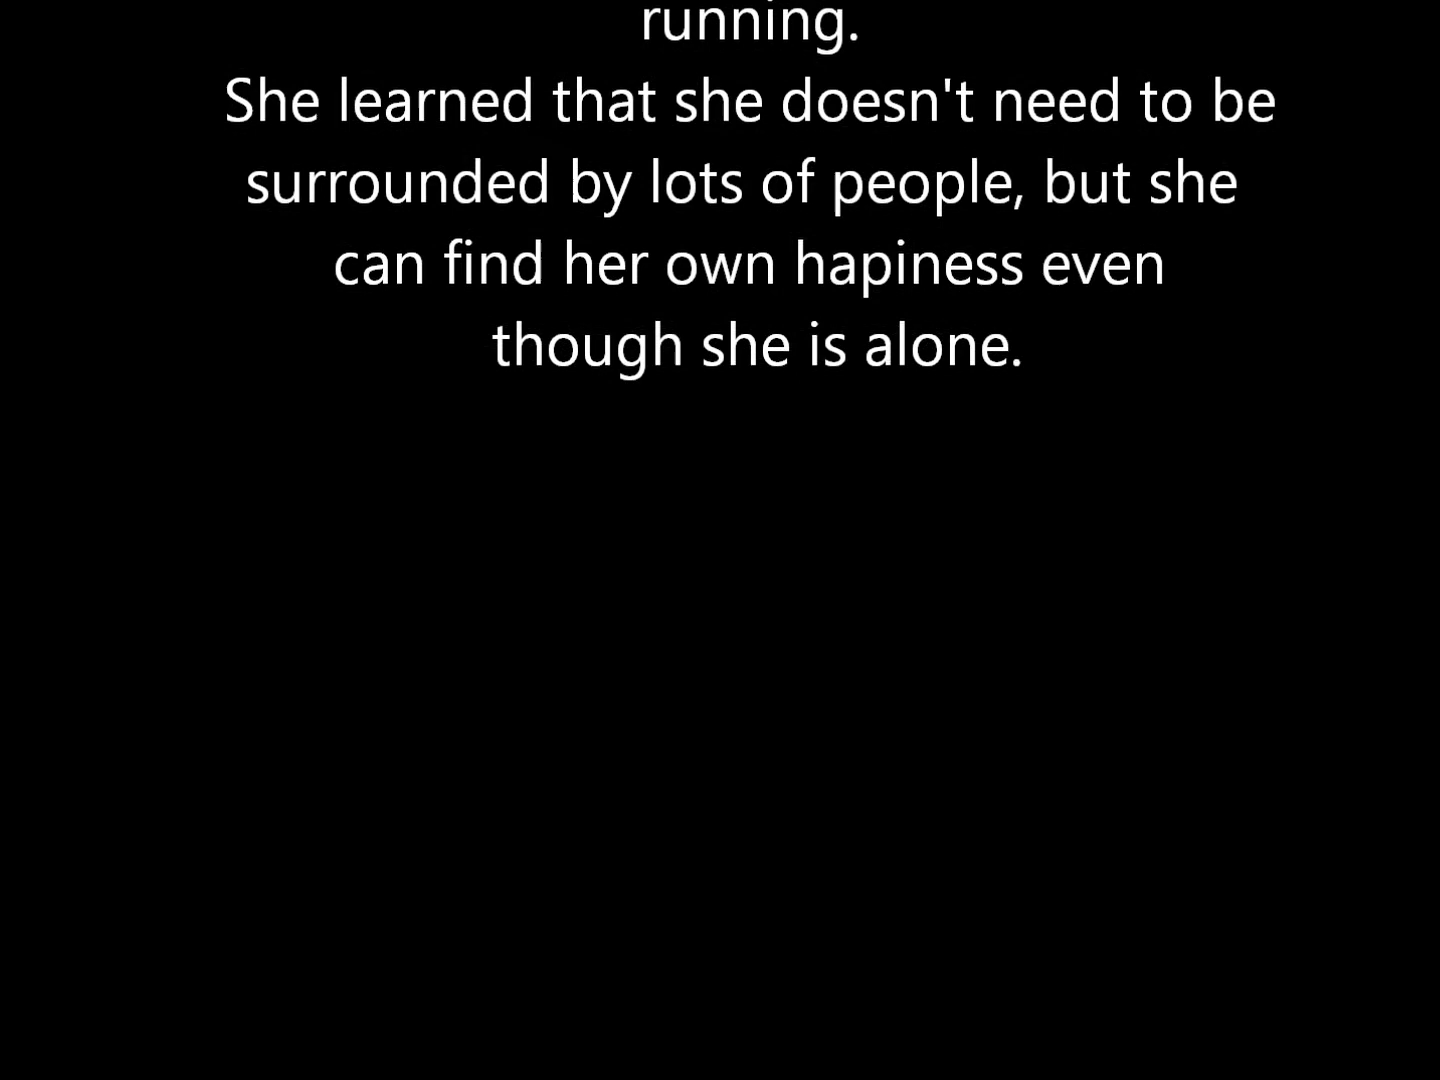 running.
She learned that she doesn't need to be
surrounded by lots of people, but she
can find her own hapiness even
though she is alone.